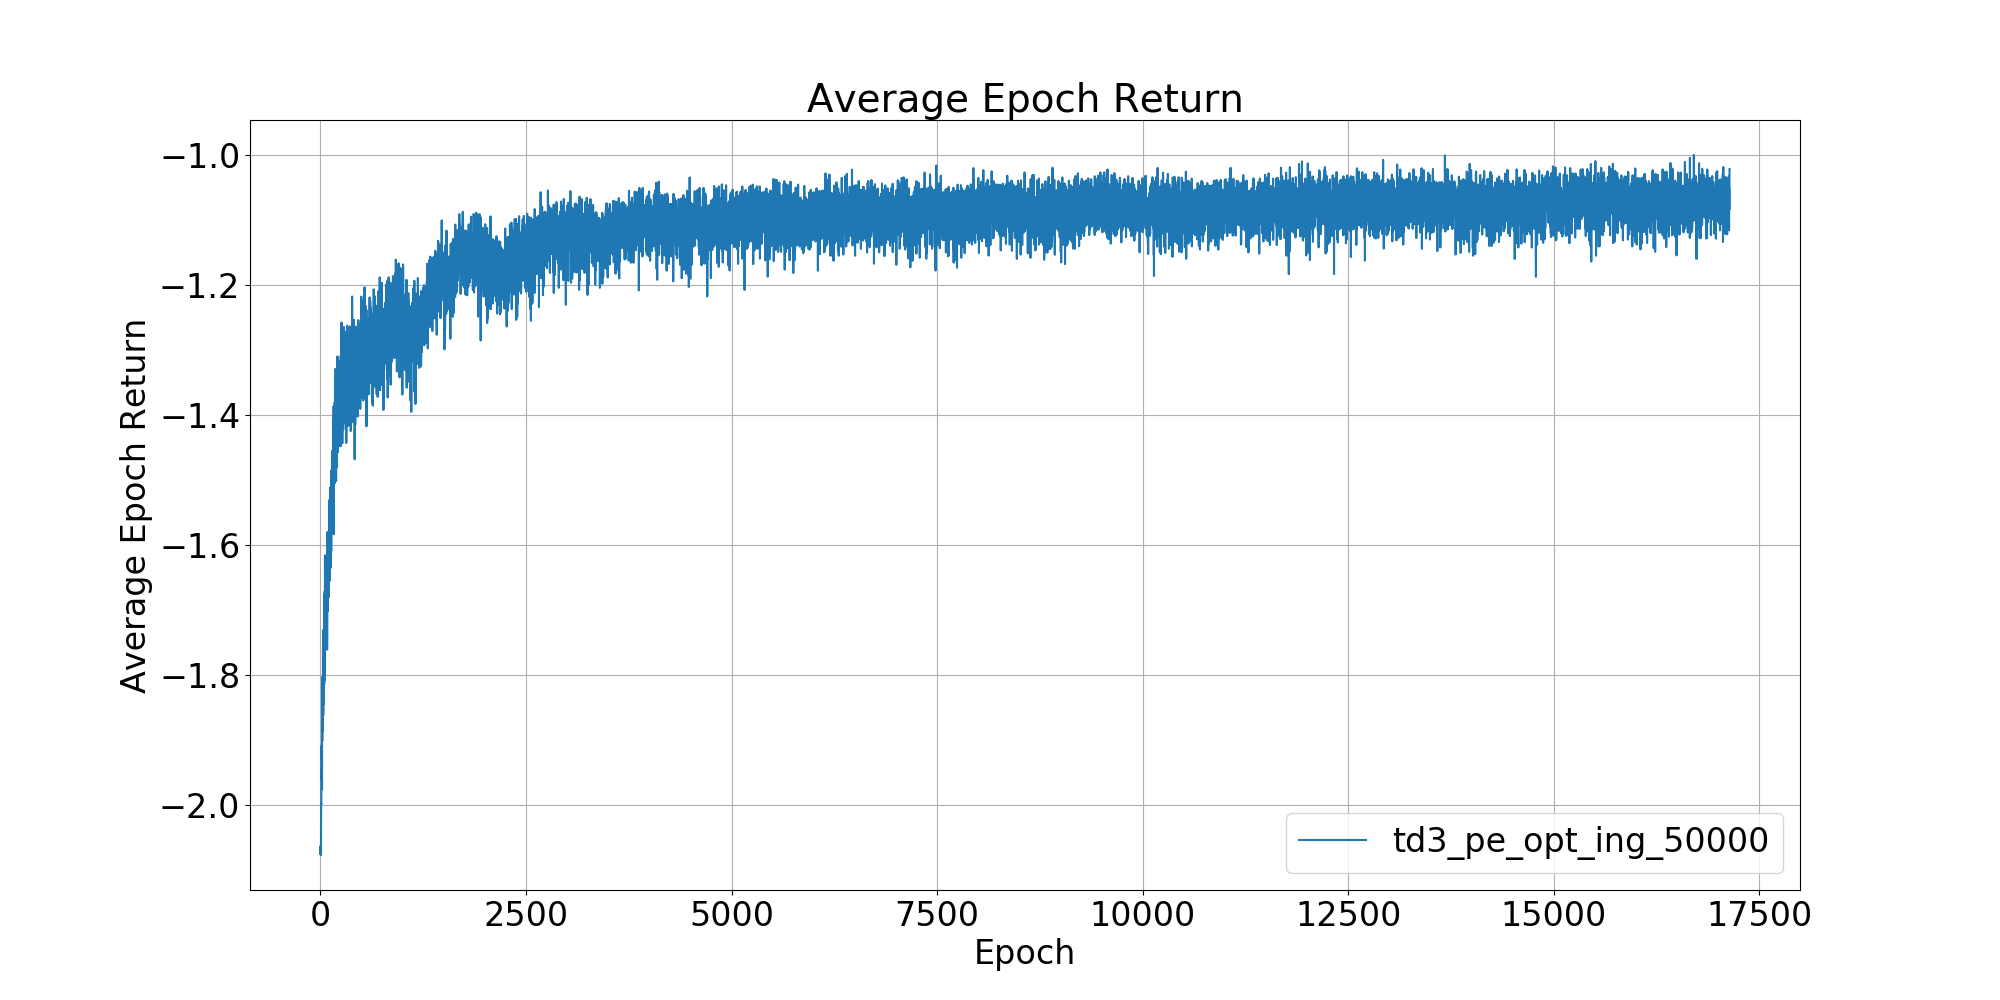 Average Epoch Return
Average Epoch Return
−1.0
−1.2
−1.4
−1.6
−1.8
−2.0
td3_pe_opt_ing_50000
0 2500 5000 7500 10000 12500 15000 17500
Epoch